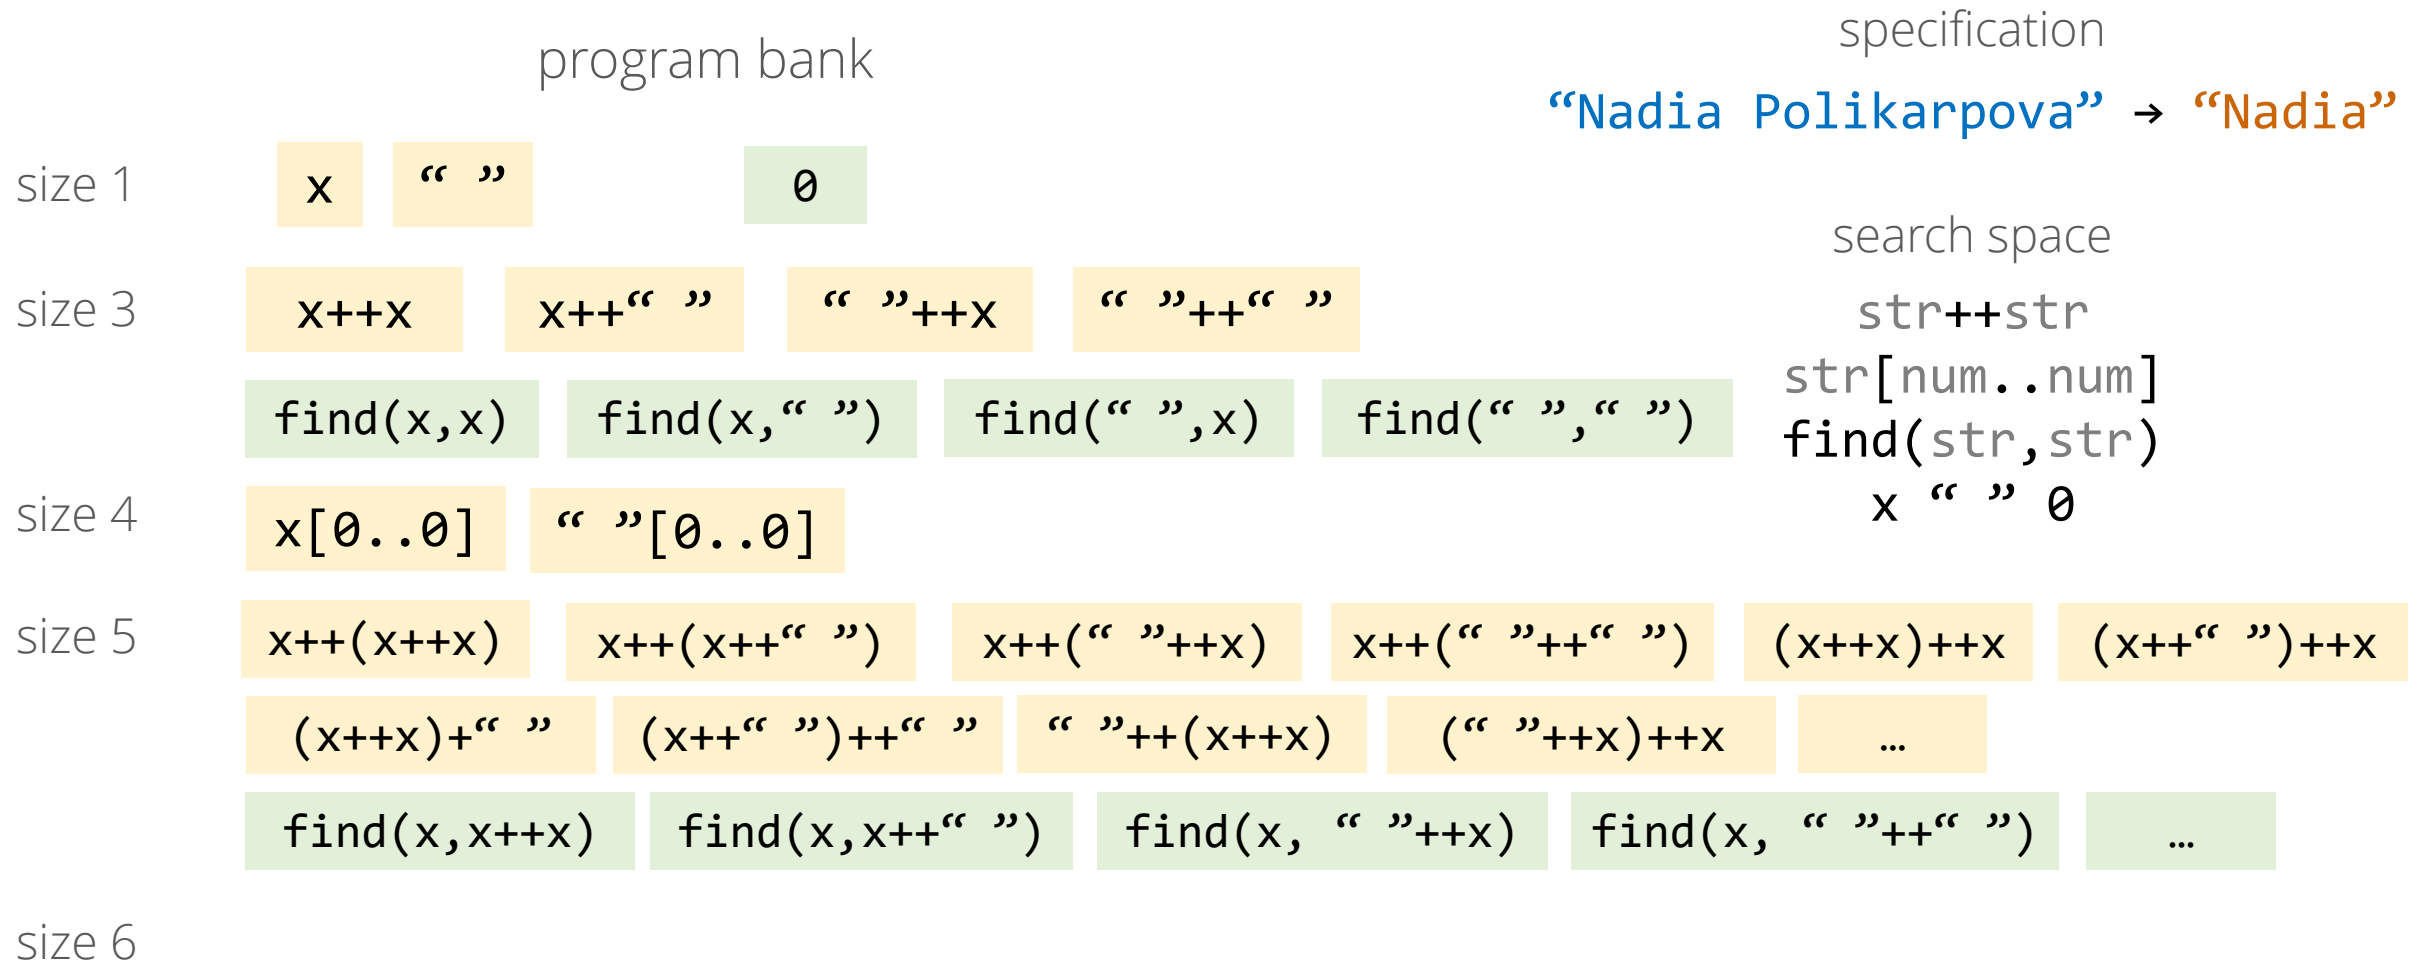 program bank
specification
“Nadia Polikarpova” → “Nadia”
size 1 x “ ” 0
search space
size 3 x++x x++“ ” “ ”++x “ ”++“ ”
str++str
str[num..num]
find(x,x) find(x,“ ”) find(“ ”,x) find(“ ”,“ ”)
find(str,str)
x “ ” 0
size 4 x[0..0] “ ”[0..0]
size 5 x++(x++x) x++(x++“ ”) x++(“ ”++x) x++(“ ”++“ ”) (x++x)++x (x++“ ”)++x
(x++x)+“ ” (x++“ ”)++“ ” “ ”++(x++x) (“ ”++x)++x …
find(x,x++x) find(x,x++“ ”) find(x, “ ”++x) find(x, “ ”++“ ”) …
size 6